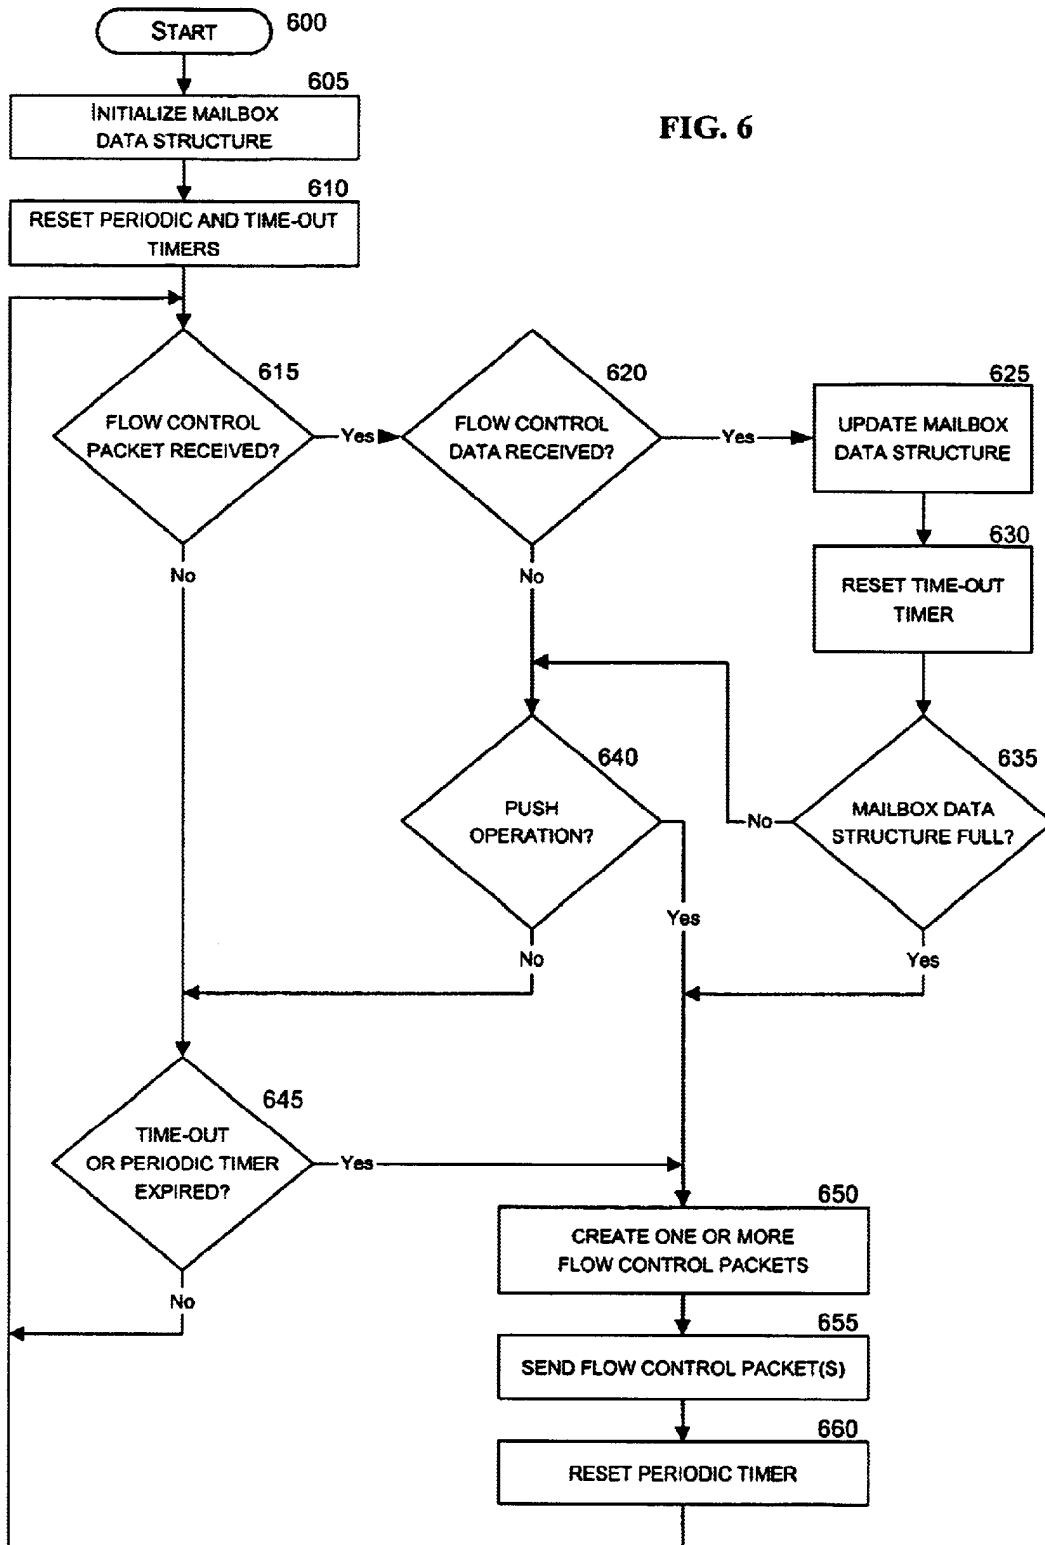 START
600
605
INITIALIZE MAILBOX
DATA STRUCTURE
FIG. 6
610
RESET PERIODIC AND TIME-OUT
TIMERS
615
FLOW CONTROL
PACKET RECEIVED?
Yes
620
FLOW CONTROL
DATA RECEIVED?
Yes
625
UPDATE MAILBOX
DATA STRUCTURE
No
No
630
RESET TIME-OUT
TIMER
640
PUSH
OPERATION?
635
MAILBOX DATA
STRUCTURE FULL?
No
Yes
No
Yes
645
TIME-OUT
OR PERIODIC TIMER
EXPIRED?
Yes
No
650
CREATE ONE OR MORE
FLOW CONTROL PACKETS
655
SEND FLOW CONTROL PACKET(S)
660
RESET PERIODIC TIMER